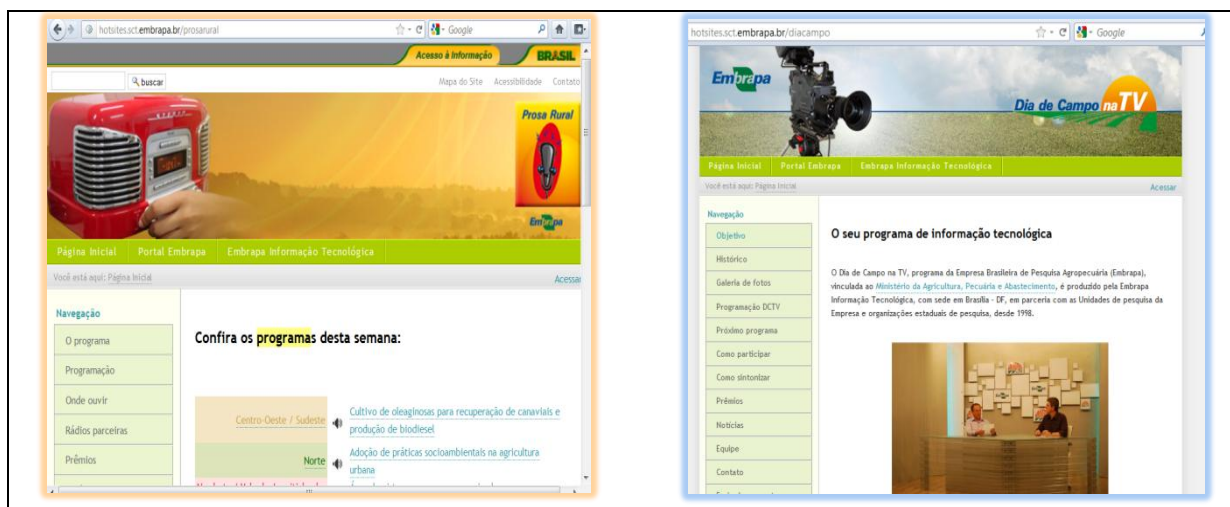 hotsites.sct.embrapa.br/prosarural
Google
Acesso à Informação
BRASIL
buscar
Mapa do Site Acessibilidade Contato
Prosa Rural
Embrapa
Página Inicial Portal Embrapa Embrapa Informação Tecnológica
Você está aqui: Página Inicial
Acessar
Navegação
O programa
Programação
Onde ouvir
Rádios parceiras
Prêmios
Confira os programas desta semana:
Centro-Oeste / Sudeste
Cultivo de oleaginosas para recuperação de canaviais e
produção de biodiesel
Norte
Adoção de práticas socioambientais na agricultura
urbana
hotsites.sct.embrapa.br/diacampo
Google
Embrapa
Dia de Campo na TV
Página Inicial Portal Embrapa Embrapa Informação Tecnológica
Você está aqui: Página Inicial
Acessar
Navegação
Objetivo
Histórico
Galeria de fotos
Programação DCTV
Próximo programa
Como participar
Como sintonizar
Prêmios
Notícias
Equipe
Contato
O seu programa de informação tecnológica
O Dia de Campo na TV, programa da Empresa Brasileira de Pesquisa Agropecuária (Embrapa),
vinculada ao Ministério da Agricultura, Pecuária e Abastecimento, é produzido pela Embrapa
Informação Tecnológica, com sede em Brasília - DF, em parceria com as Unidades de pesquisa da
Empresa e organizações estaduais de pesquisa, desde 1998.